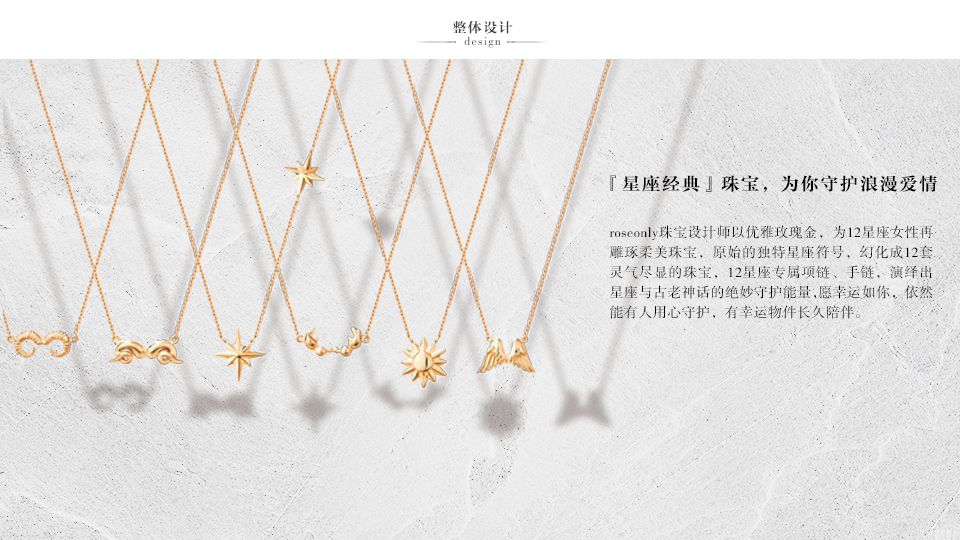 整体设计
design
『星座经典』珠宝，为你守护浪漫爱情
roseonly珠宝设计师以优雅玫瑰金，为12星座女性再
雕琢柔美珠宝，原始的独特星座符号，幻化成12套
灵气尽显的珠宝，12星座专属项链、手链，演绎出
星座与古老神话的绝妙守护能量,愿幸运如你，依然
能有人用心守护，有幸运物件长久陪伴。